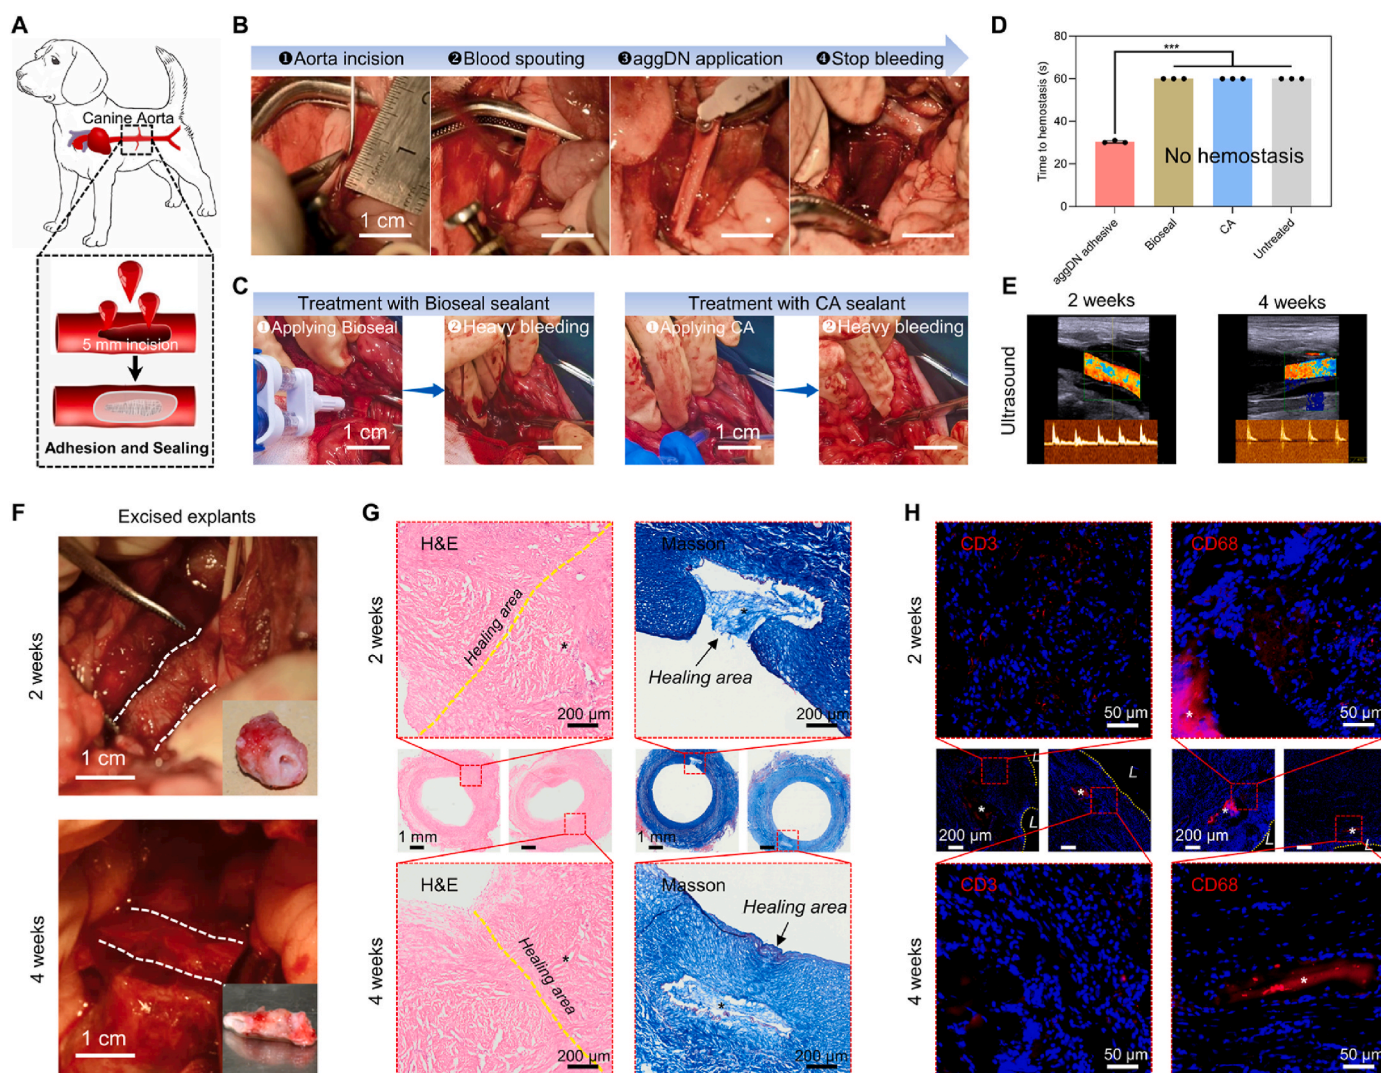 A
Canine Aorta
5 mm incision
Adhesion and Sealing
B
❶Aorta incision
❷Blood spouting
❸aggDN application
❹Stop bleeding
1
1 cm
C
Treatment with Bioseal sealant
❶Applying Bioseal
❷Heavy bleeding
1 cm
Treatment with CA sealant
❶Applying CA
❷Heavy bleeding
1 cm
D
Time to hemostasis (s)
80
60
40
20
0
***
No hemostasis
aggDN adhesive
Bioseal
CA
Untreated
E
2 weeks
4 weeks
Ultrasound
F
Excised explants
2 weeks
1 cm
4 weeks
1 cm
G
2 weeks
H&E
Healing area
*
200 µm
Masson
*
Healing area
200 µm
1 mm
1 mm
4 weeks
H&E
Healing area
*
200 µm
Masson
Healing area
*
200 µm
H
2 weeks
CD3
50 µm
CD68
*
50 µm
L
*
L
200 µm
L
*
*
L
200 µm
*
L
4 weeks
CD3
50 µm
CD68
*
50 µm